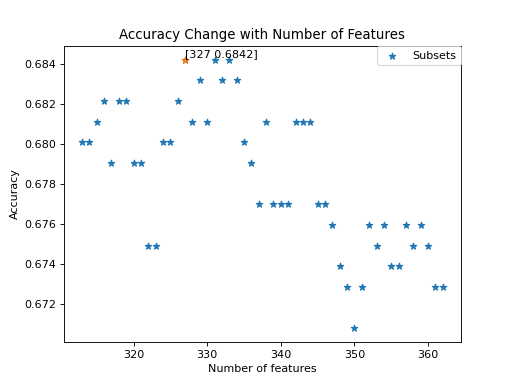 Accuracy Change with Number of Features
[327 0.6842]
Subsets
0.684
0.682
0.680
0.678
0.676
0.674
0.672
Accuracy
320 330 340 350 360
Number of features